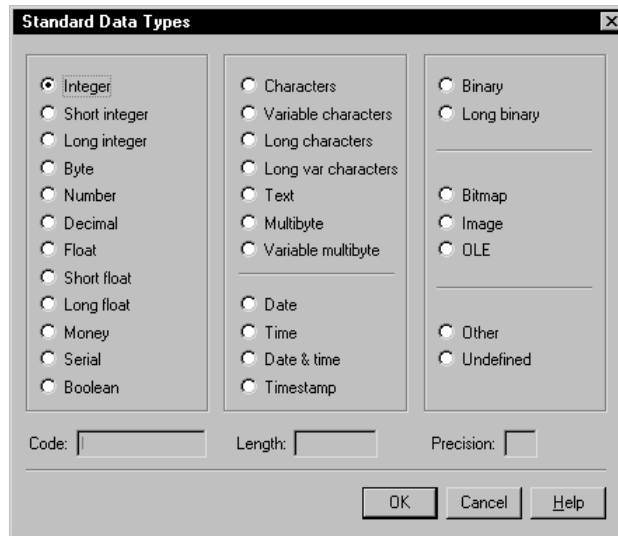 Standard Data Types
Integer
Short integer
Long integer
Byte
Number
Decimal
Float
Short float
Long float
Money
Serial
Boolean
Characters
Variable characters
Long characters
Long var characters
Text
Multibyte
Variable multibyte
Date
Time
Date & time
Timestamp
Binary
Long binary
Bitmap
Image
OLE
Other
Undefined
Code: I
Length:
Precision:
OK
Cancel
Help